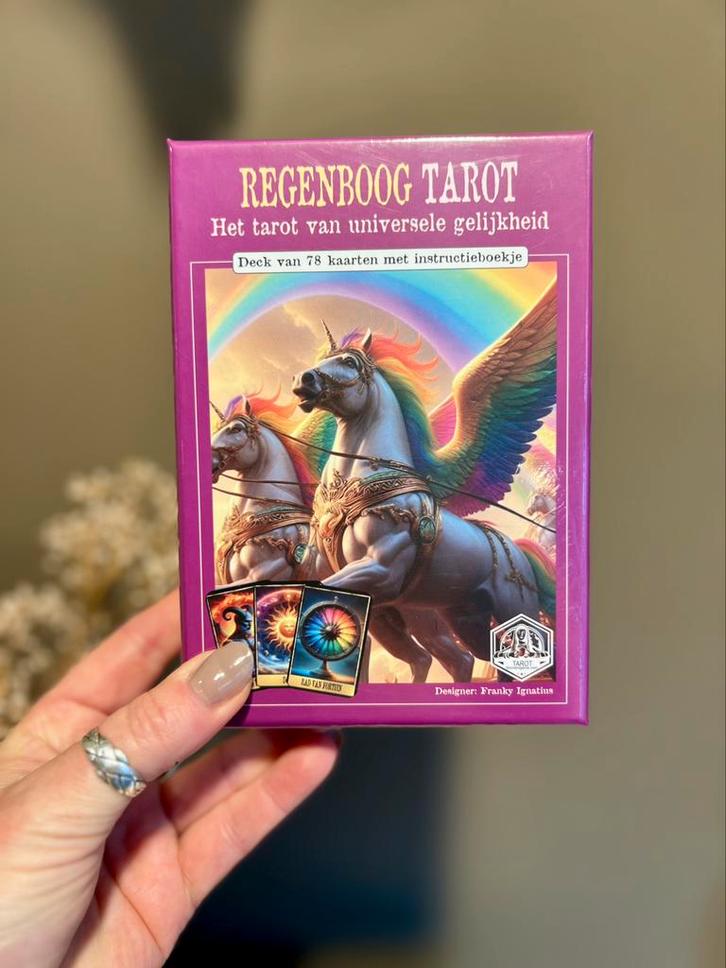 REGENBOOG TAROT
Het tarot van universele gelijkheid
Deck van 78 kaarten met instructieboekje
RAD VAN FORTUIN
TAROT
Designer: Franky Ignatius